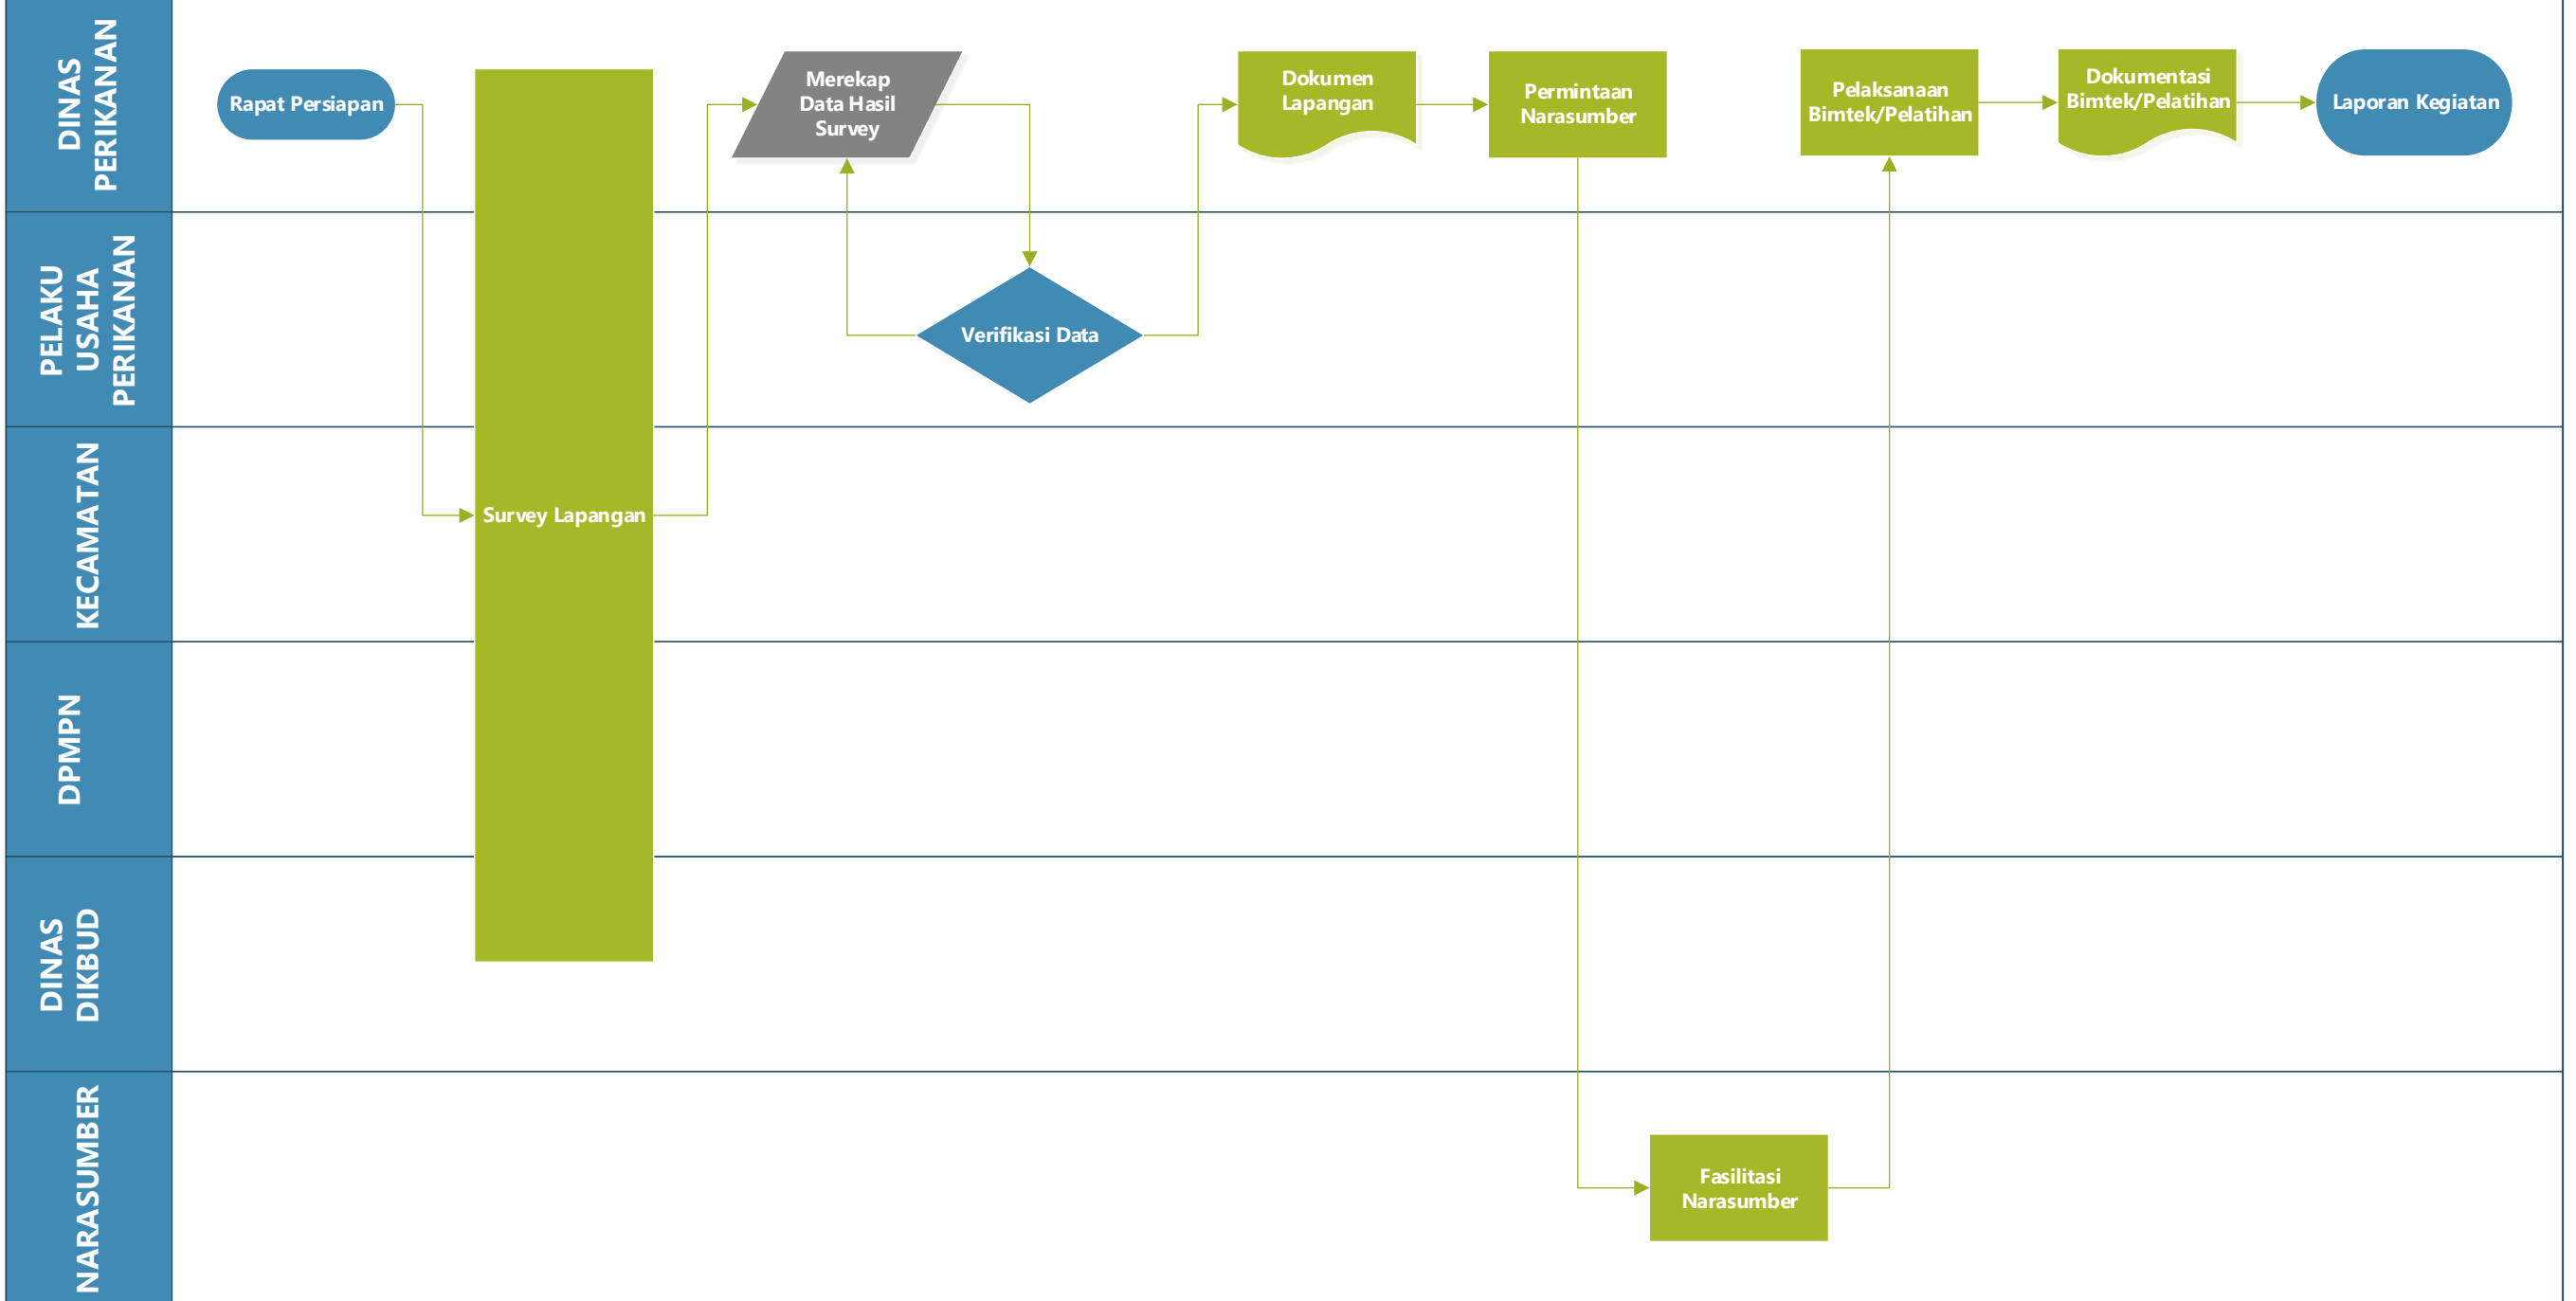 DINAS
PERIKANAN
Rapat Persiapan
Merekap
Data Hasil
Survey
Dokumen
Lapangan
Permintaan
Narasumber
Pelaksanaan
Bimtek/Pelatihan
Dokumentasi
Bimtek/Pelatihan
Laporan Kegiatan
PELAKU
USAHA
PERIKANAN
Verifikasi Data
KECAMATAN
Survey Lapangan
DPMPN
DINAS
DIKBUD
NARASUMBER
Fasilitasi
Narasumber